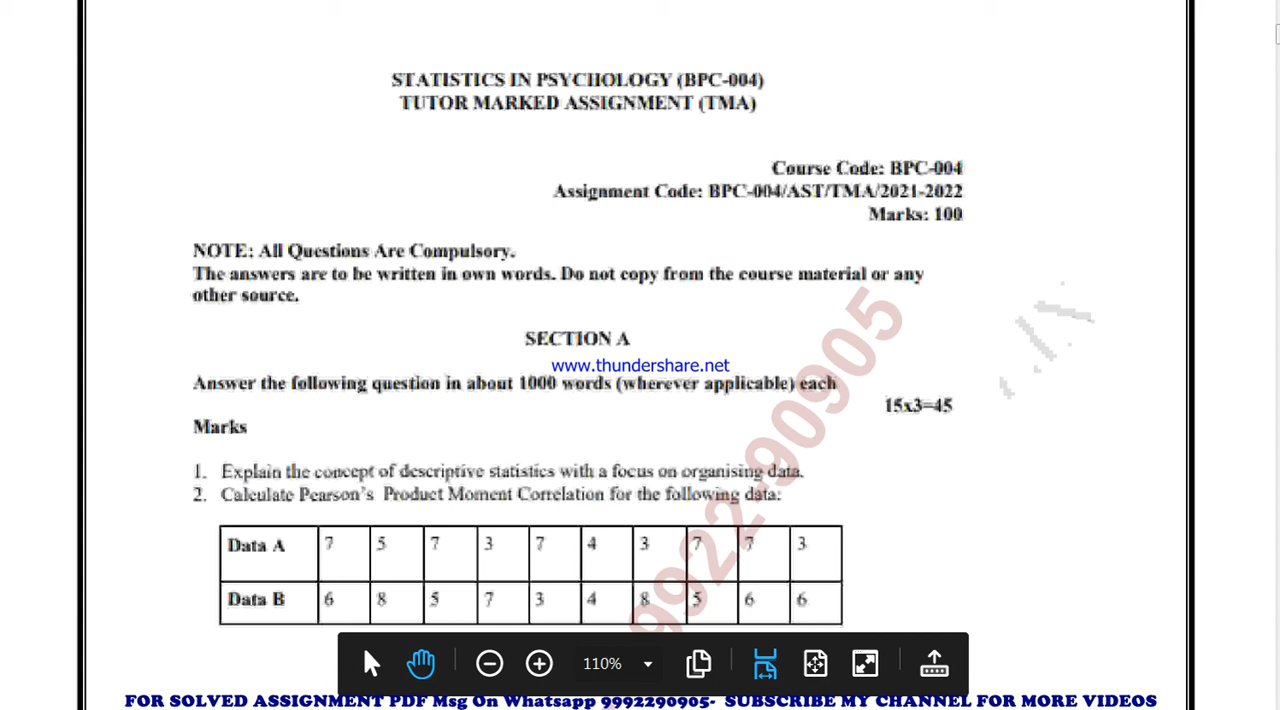 STATISTICS IN PSYCHOLOGY (BPC-004)
TUTOR MARKED ASSIGNMENT (TMA)
Course Code: BPC-004
Assignment Code: BPC-004/AST/TMA/2021-2022
Marks: 100
NOTE: All Questions Are Compulsory.
The answers are to be written in own words. Do not copy from the course material or any
other source.
SECTION A
www.thundershare.net
Answer the following question in about 1000 words (wherever applicable) each
15x3=45
Marks
1. Explain the concept of descriptive statistics with a focus on organising data.
2. Calculate Pearson's Product Moment Correlation for the following data:
Data A 7 5 7 3 7 4 3 7 7 3
Data B 6 8 5 7 3 4 8 5 6 6
9922-90905
110%
FOR SOLVED ASSIGNMENT PDF Msg On Whatsapp 9992290905- SUBSCRIBE MY CHANNEL FOR MORE VIDEOS